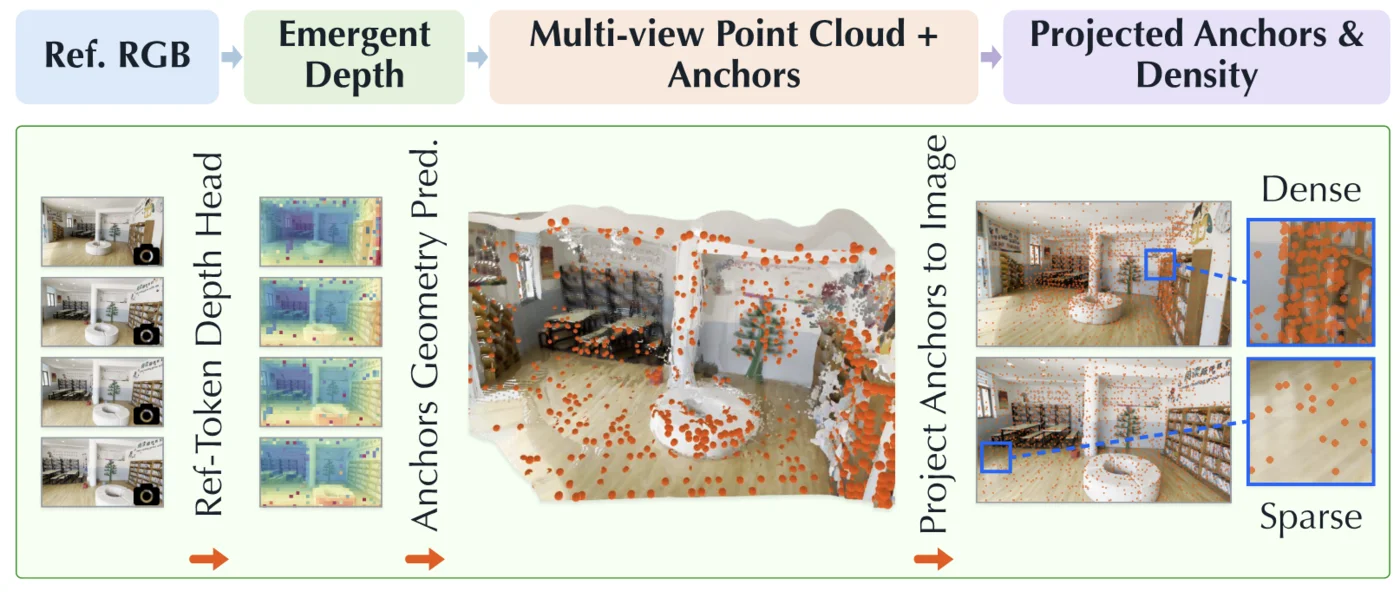 Ref. RGB
Emergent
Depth
Multi-view Point Cloud +
Anchors
Projected Anchors &
Density
Ref-Token Depth Head
Anchors Geometry Pred.
Project Anchors to Image
Dense
Sparse